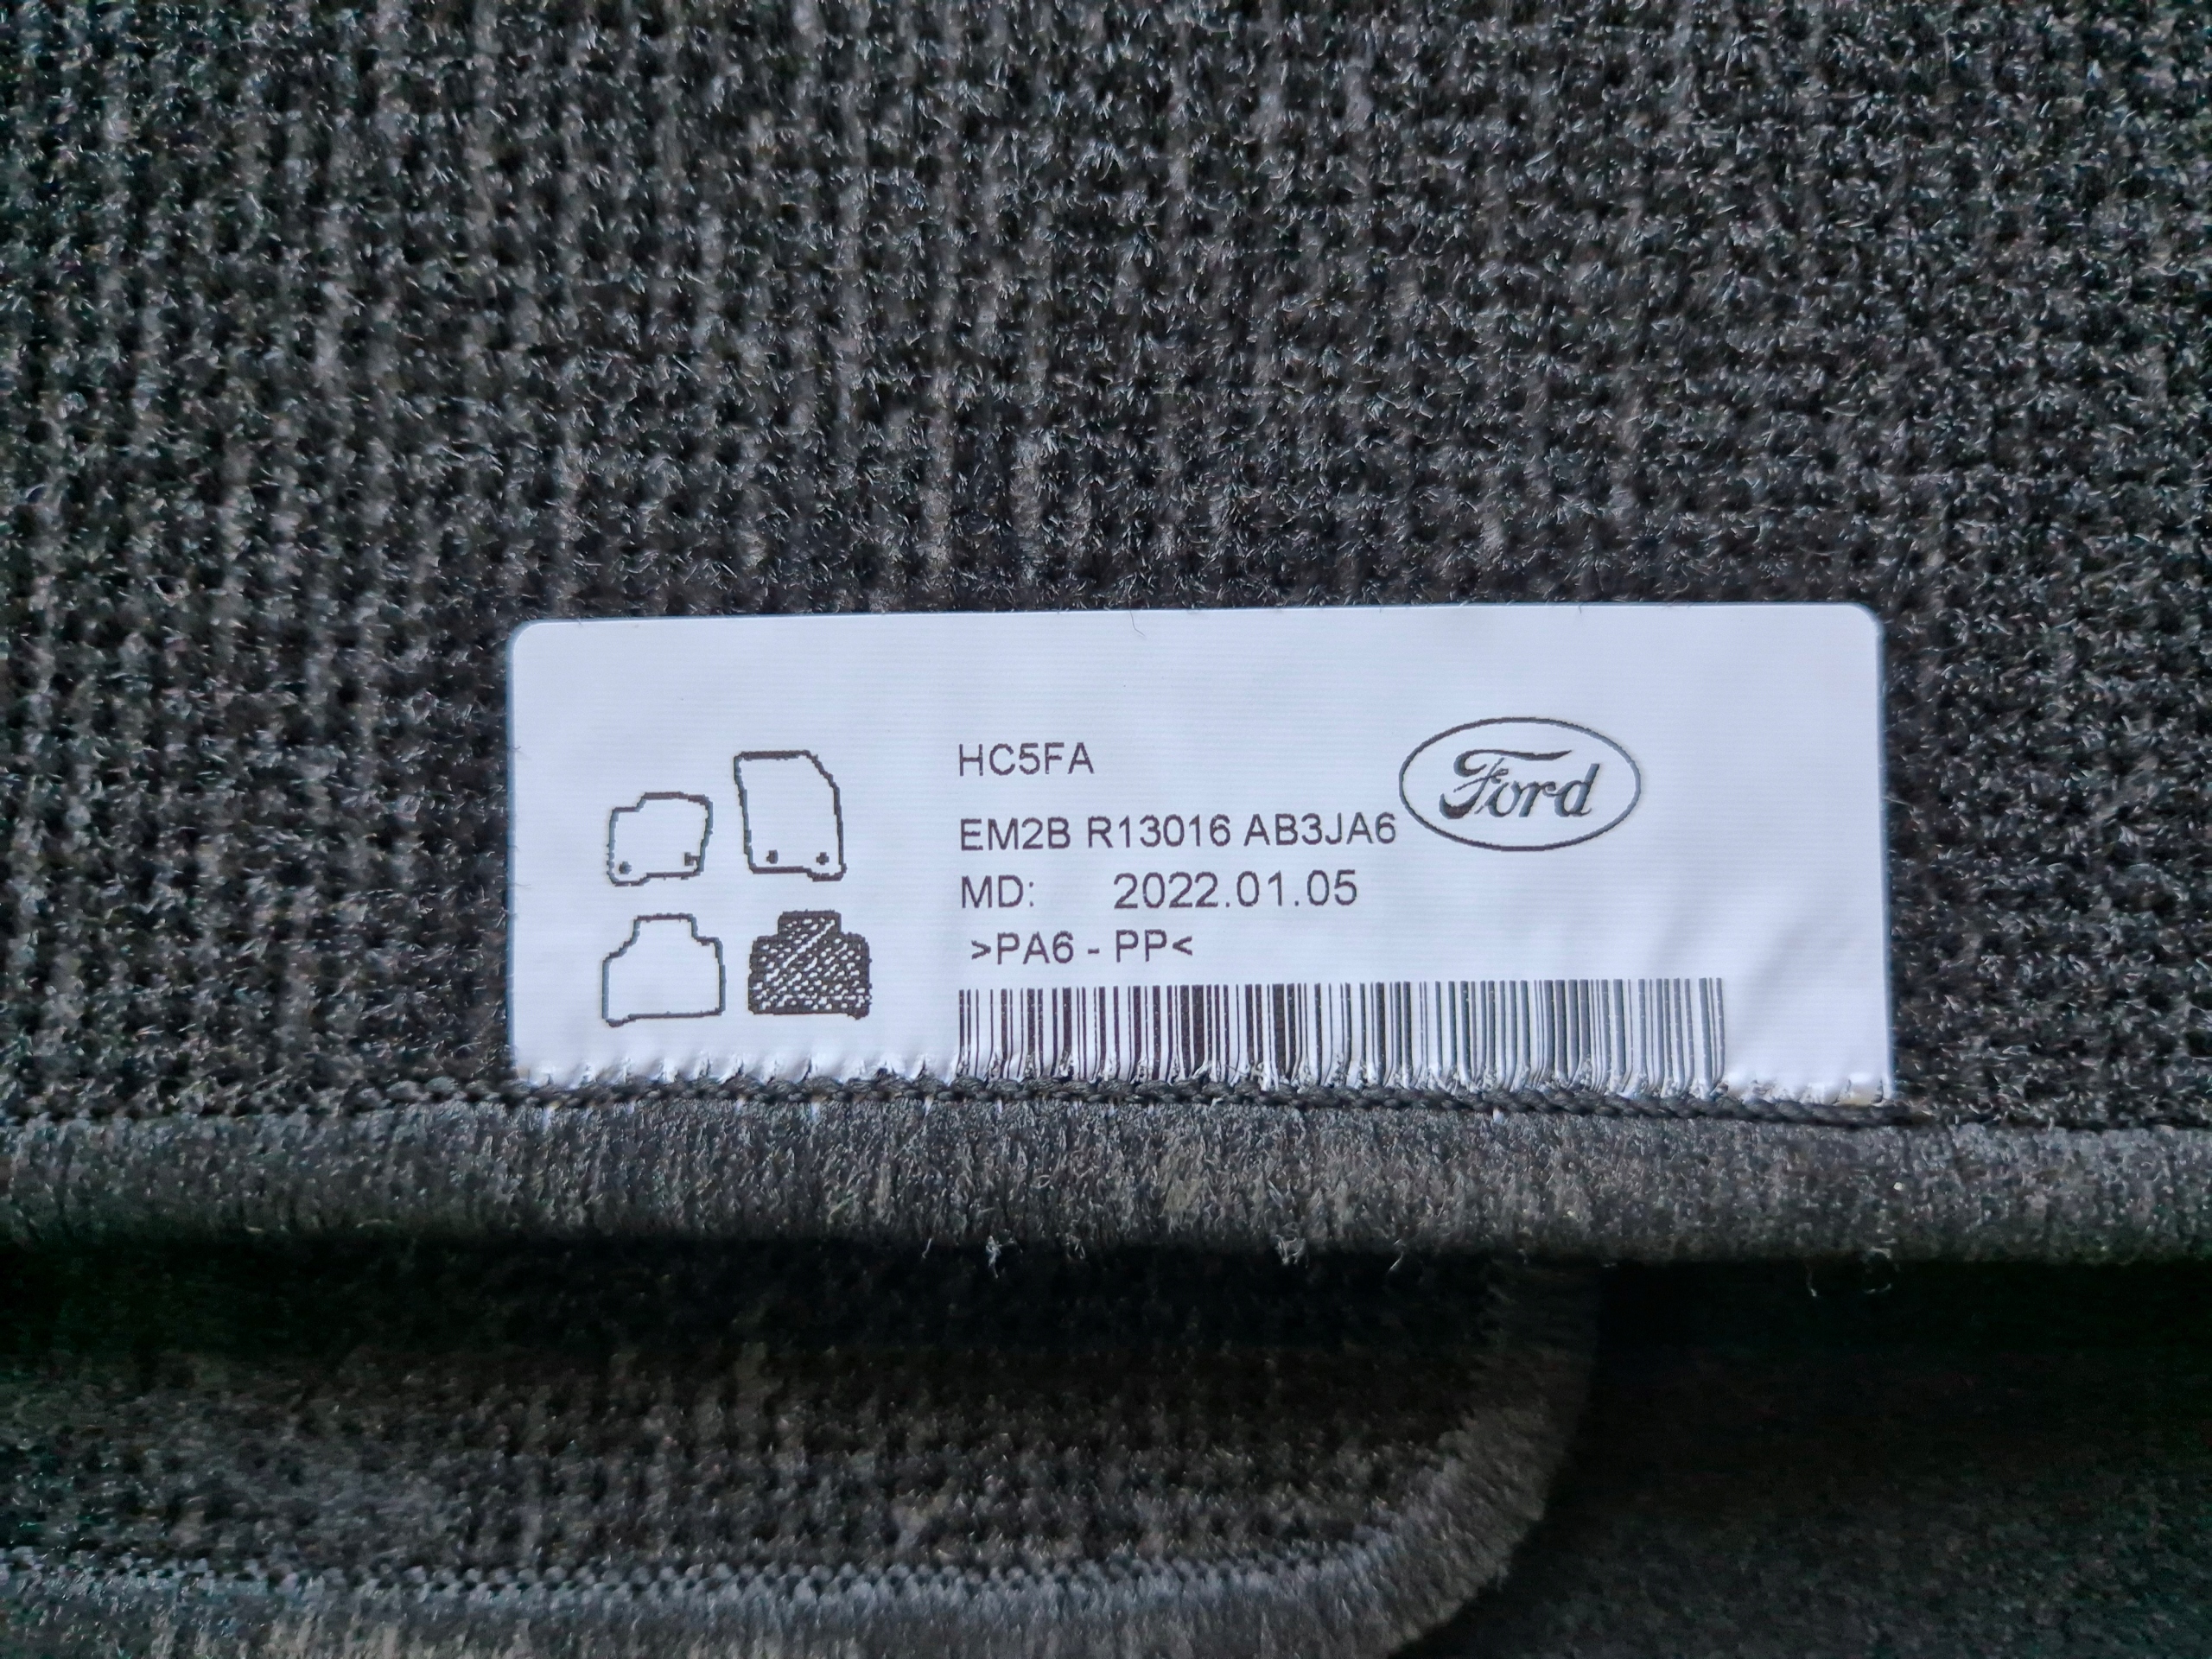 HC5FA
Ford
EM2B R13016 AB3JA6
MD: 2022.01.05
>PA6 - PP<